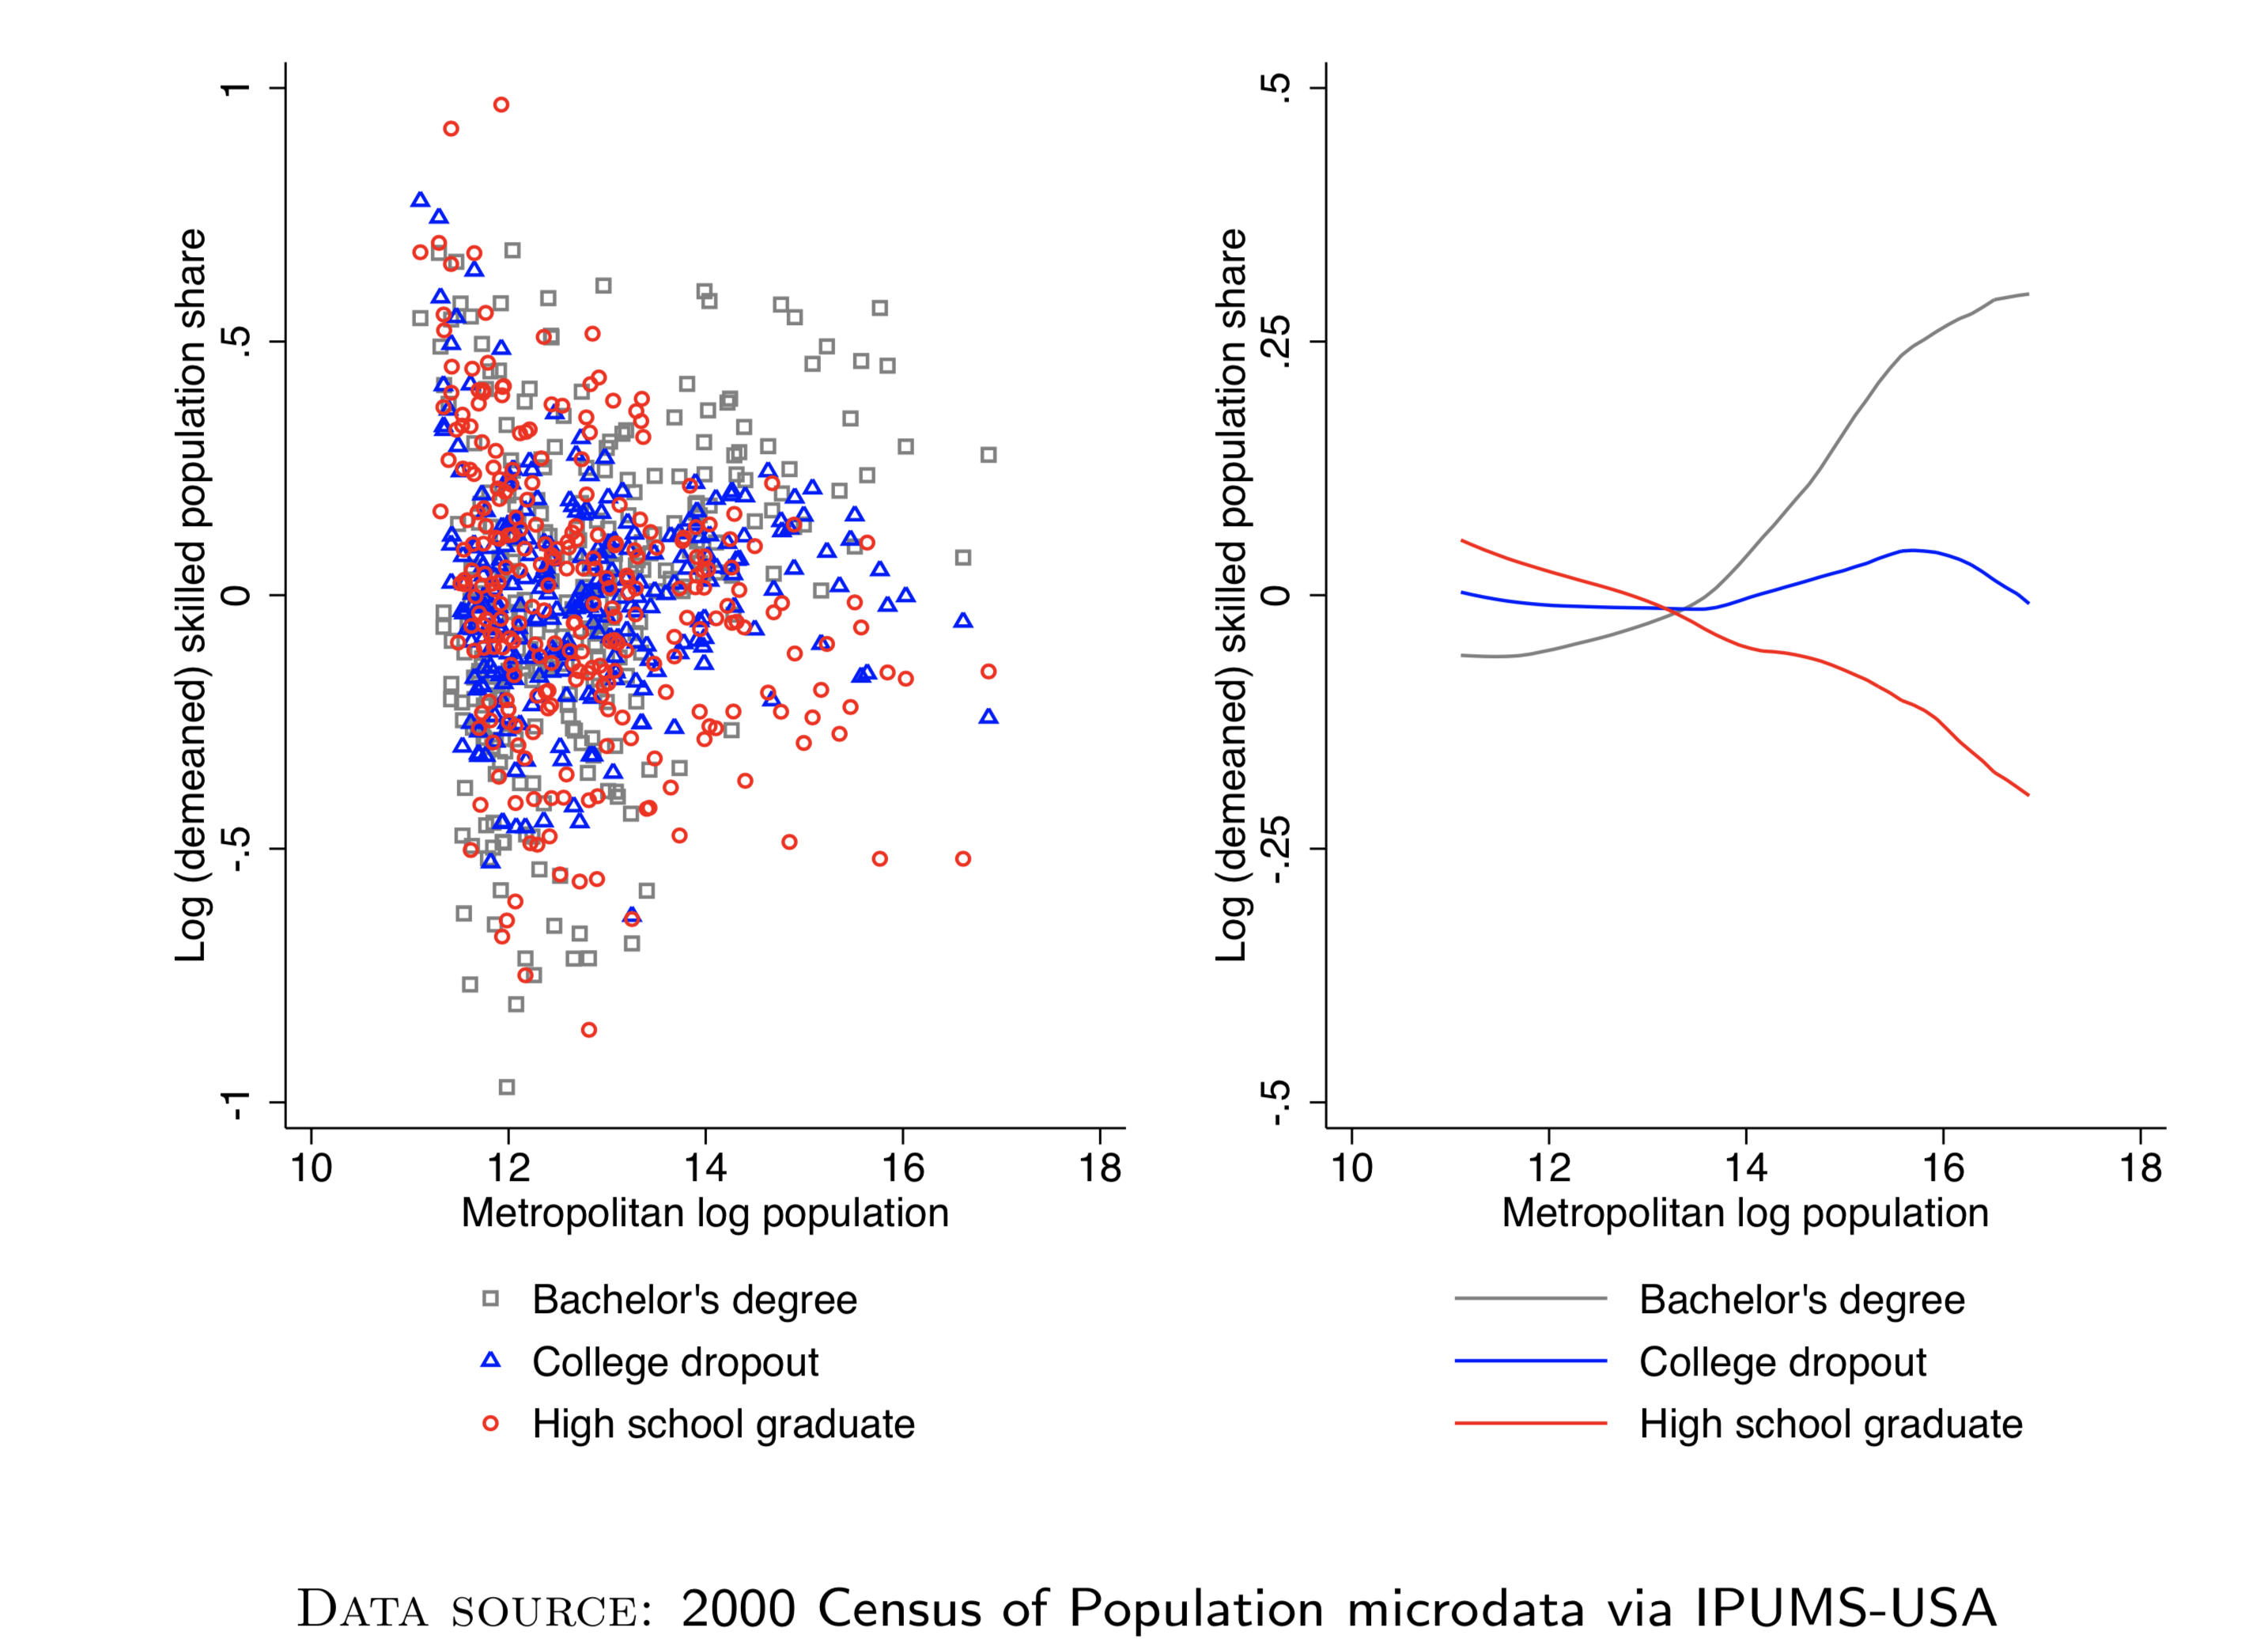 Log (demeaned) skilled population share
1
.5
0
-.5
-1
10 12 14 16 18
Metropolitan log population
Bachelor's degree
College dropout
High school graduate
Log (demeaned) skilled population share
.5
.25
0
-.25
-.5
10 12 14 16 18
Metropolitan log population
Bachelor's degree
College dropout
High school graduate
DATA SOURCE: 2000 Census of Population microdata via IPUMS-USA